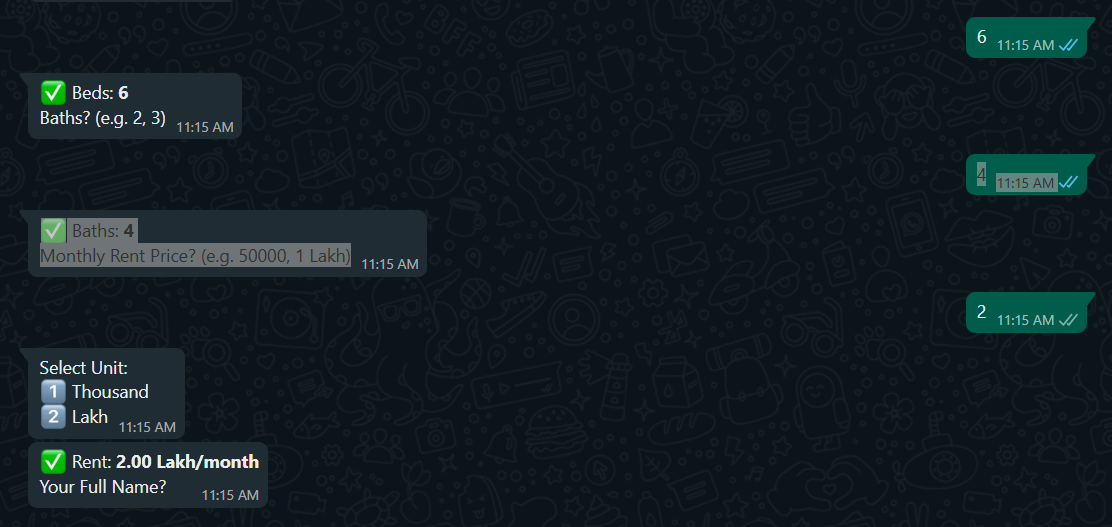 6
11:15 AM
✅ Beds: 6
Baths? (e.g. 2, 3)
11:15 AM
4
11:15 AM
✅ Baths: 4
Monthly Rent Price? (e.g. 50000, 1 Lakh)
11:15 AM
2
11:15 AM
Select Unit:
1️⃣ Thousand
2️⃣ Lakh
11:15 AM
✅ Rent: 2.00 Lakh/month
Your Full Name?
11:15 AM